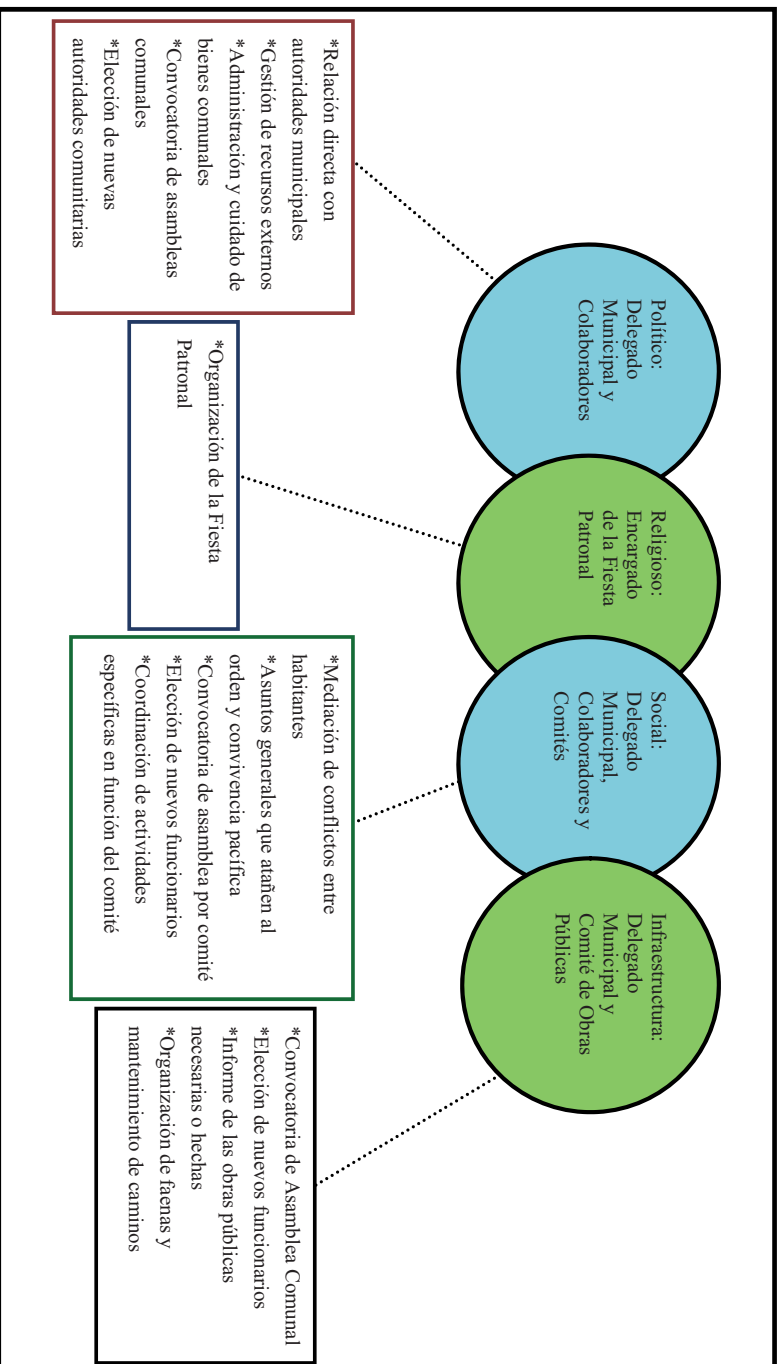 Político:
Delegado
Municipal y
Colaboradores
Religioso:
Encargado
de la Fiesta
Patronal
Social:
Delegado
Municipal,
Colaboradores y
Comités
Infraestructura:
Delegado
Municipal y
Comité de Obras
Públicas
*Relación directa con
autoridades municipales
*Gestión de recursos externos
*Administración y cuidado de
bienes comunales
*Convocatoria de asambleas
comunales
*Elección de nuevas
autoridades comunitarias
*Organización de la Fiesta
Patronal
*Mediación de conflictos entre
habitantes
*Asuntos generales que atañen al
orden y convivencia pacífica
*Convocatoria de asamblea por comité
*Elección de nuevos funcionarios
*Coordinación de actividades
específicas en función del comité
*Convocatoria de Asamblea Comunal
*Elección de nuevos funcionarios
*Informe de las obras públicas
necesarias o hechas
*Organización de faenas y
mantenimiento de caminos